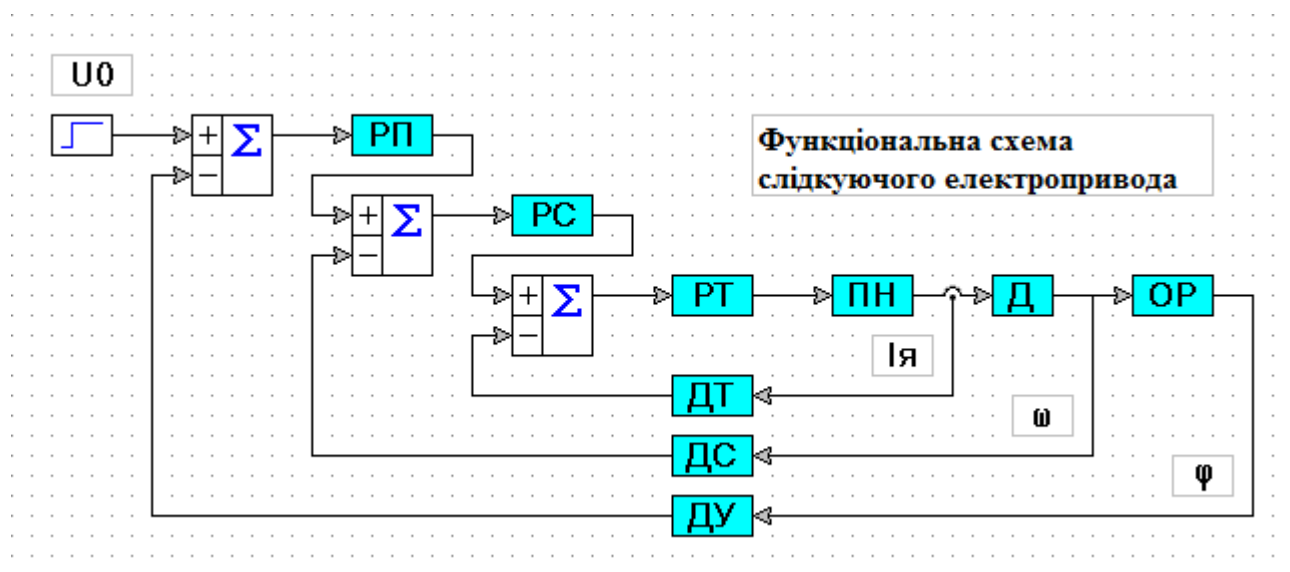 U0
+
Σ
РП
−
Функціональна схема
слідкуючого електропривода
+
Σ
РС
−
+
Σ
РТ
ПН
Д
ОР
−
Iя
ДТ
ω
ДС
φ
ДУ